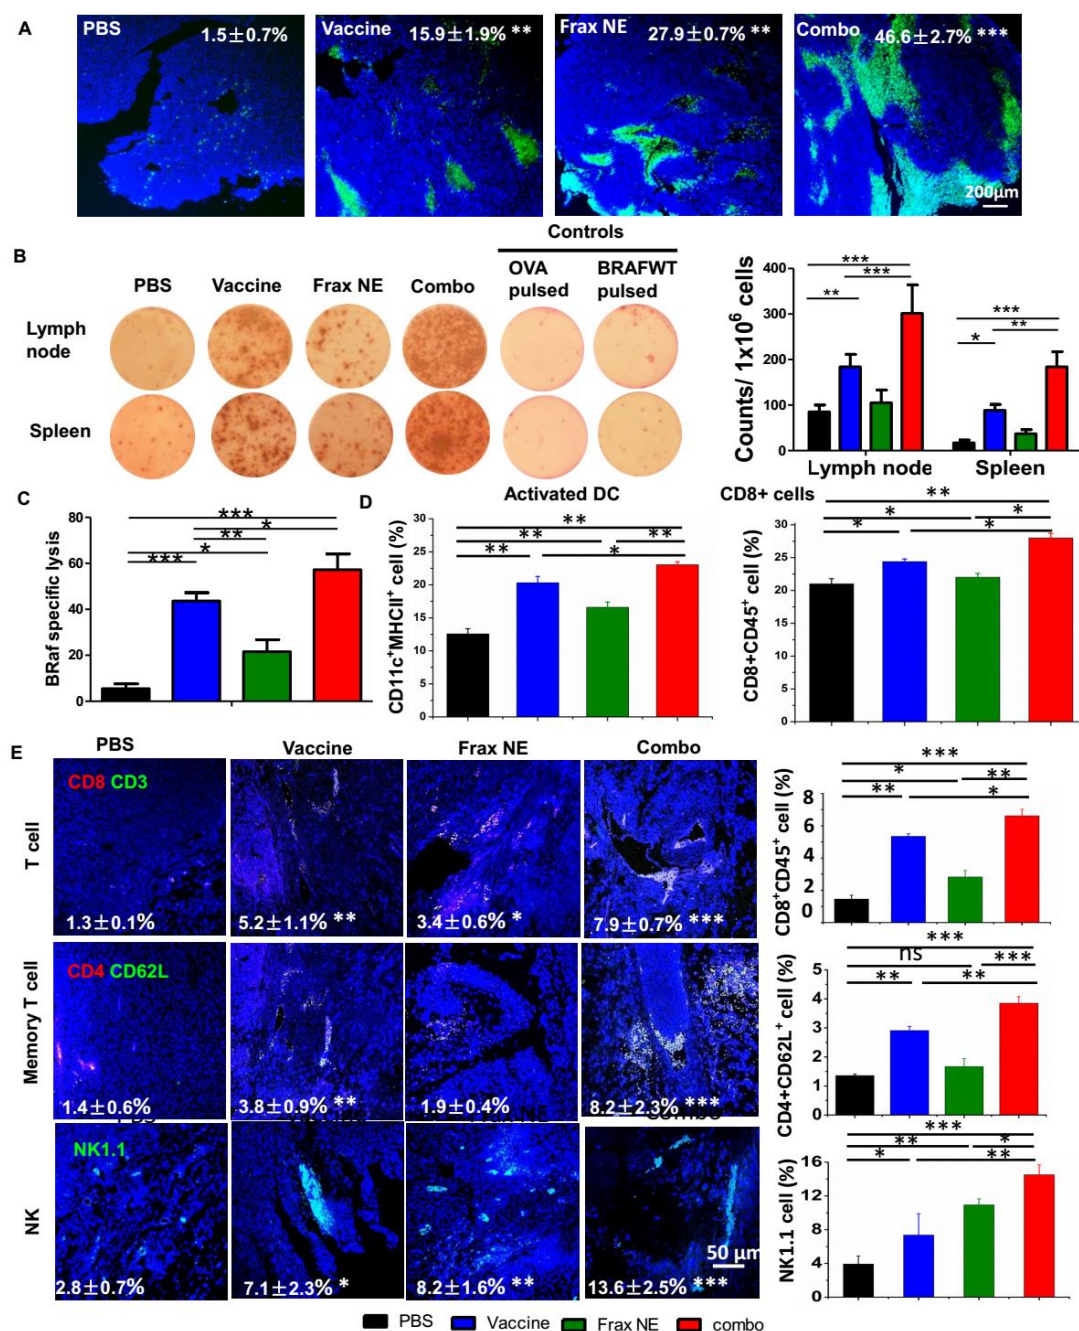 A
PBS
1.5±0.7%
Vaccine
15.9±1.9% **
Frax NE
27.9±0.7% **
Combo
46.6±2.7% ***
200μm
B
Controls
PBS
Vaccine
Frax NE
Combo
OVA
pulsed
BRAFWT
pulsed
Lymph
node
Spleen
Counts/ 1x10⁶ cells
400
300
200
100
0
***
***
**
***
**
*
Lymph node
Spleen
C
BRaf specific lysis
80
60
40
20
0
***
*
**
*
***
D
Activated DC
CD11c⁺MHCII⁺ cell (%)
30
25
20
15
10
5
0
**
**
**
**
*
CD8+ cells
CD8+CD45⁺ cell (%)
30
25
20
15
10
5
0
**
*
*
*
*
E
PBS
Vaccine
Frax NE
Combo
T cell
CD8 CD3
1.3±0.1%
5.2±1.1% **
3.4±0.6% *
7.9±0.7% ***
CD8⁺CD45⁺ cell (%)
8
6
4
2
0
***
*
**
**
*
Memory T cell
CD4 CD62L
1.4±0.6%
3.8±0.9% **
1.9±0.4%
8.2±2.3% ***
CD4+CD62L⁺ cell (%)
5
4
3
2
1
0
***
ns
***
**
**
NK
NK1.1
2.8±0.7%
7.1±2.3% *
8.2±1.6% **
13.6±2.5% ***
50 μm
NK1.1 cell (%)
16
12
8
4
0
***
**
*
*
**
PBS
Vaccine
Frax NE
combo